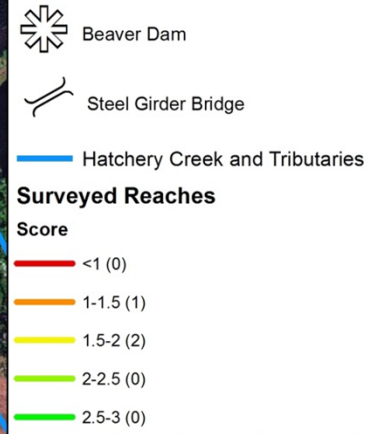 Beaver Dam
Steel Girder Bridge
Hatchery Creek and Tributaries
Surveyed Reaches
Score
<1 (0)
1-1.5 (1)
1.5-2 (2)
2-2.5 (0)
2.5-3 (0)